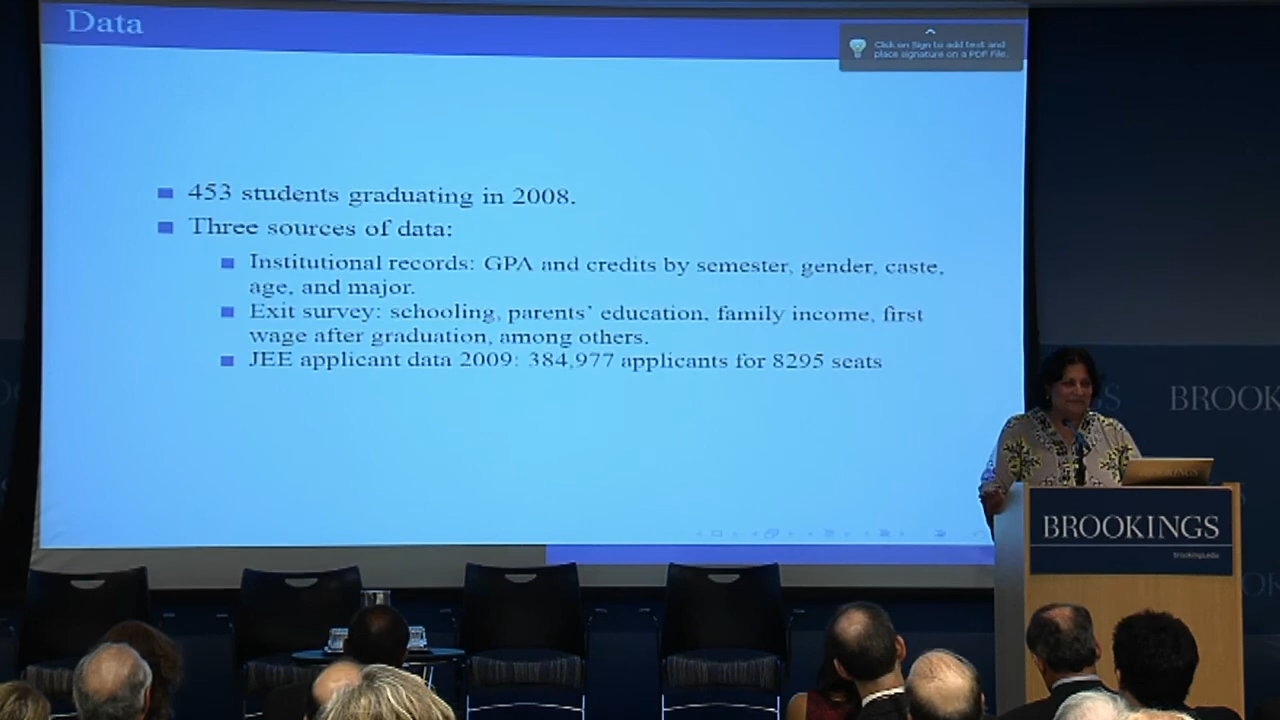 Data
Click on Sign to add text and
place signature on a PDF File.
453 students graduating in 2008.
Three sources of data:
Institutional records: GPA and credits by semester, gender, caste,
age, and major.
Exit survey: schooling, parents' education, family income, first
wage after graduation, among others.
JEE applicant data 2009: 384,977 applicants for 8295 seats
BROOK
BROOKINGS
brookings.edu